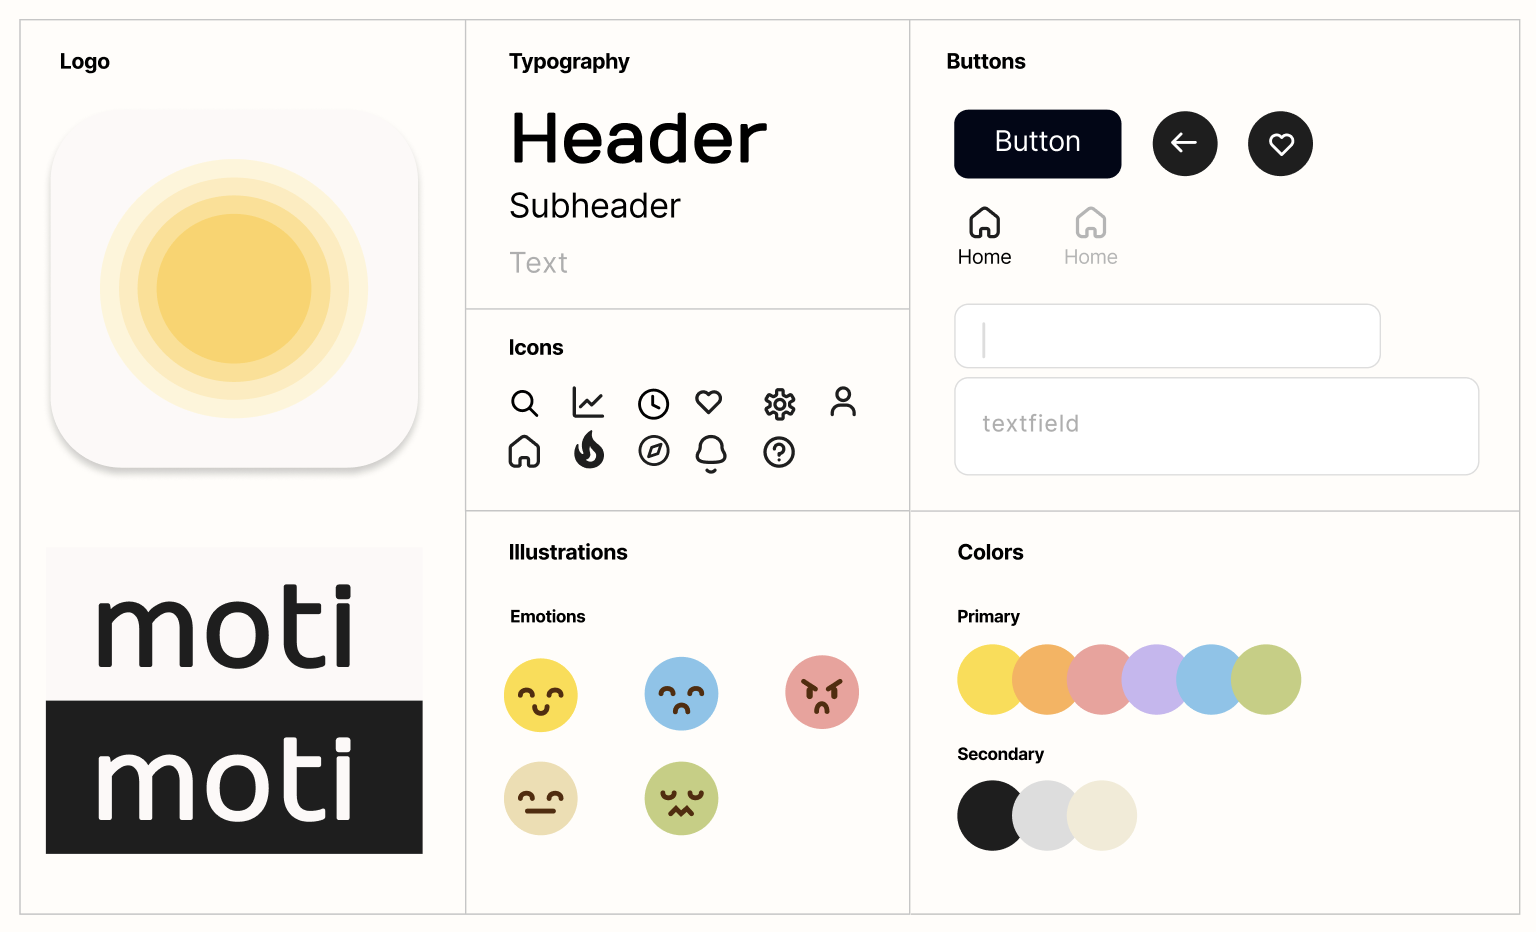 Logo
moti
moti
Typography
Header
Subheader
Text
Icons
Illustrations
Emotions
Buttons
Button
Home
Home
textfield
Colors
Primary
Secondary